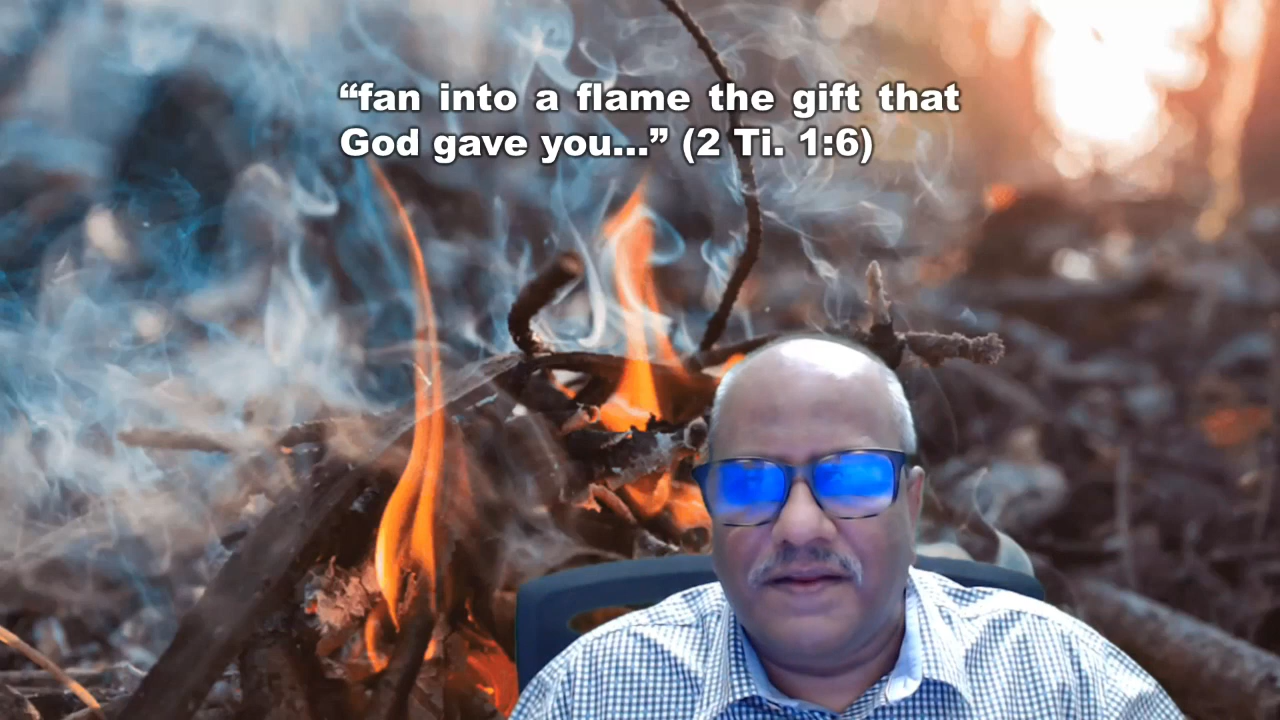 “fan into a flame the gift that
God gave you...” (2 Ti. 1:6)